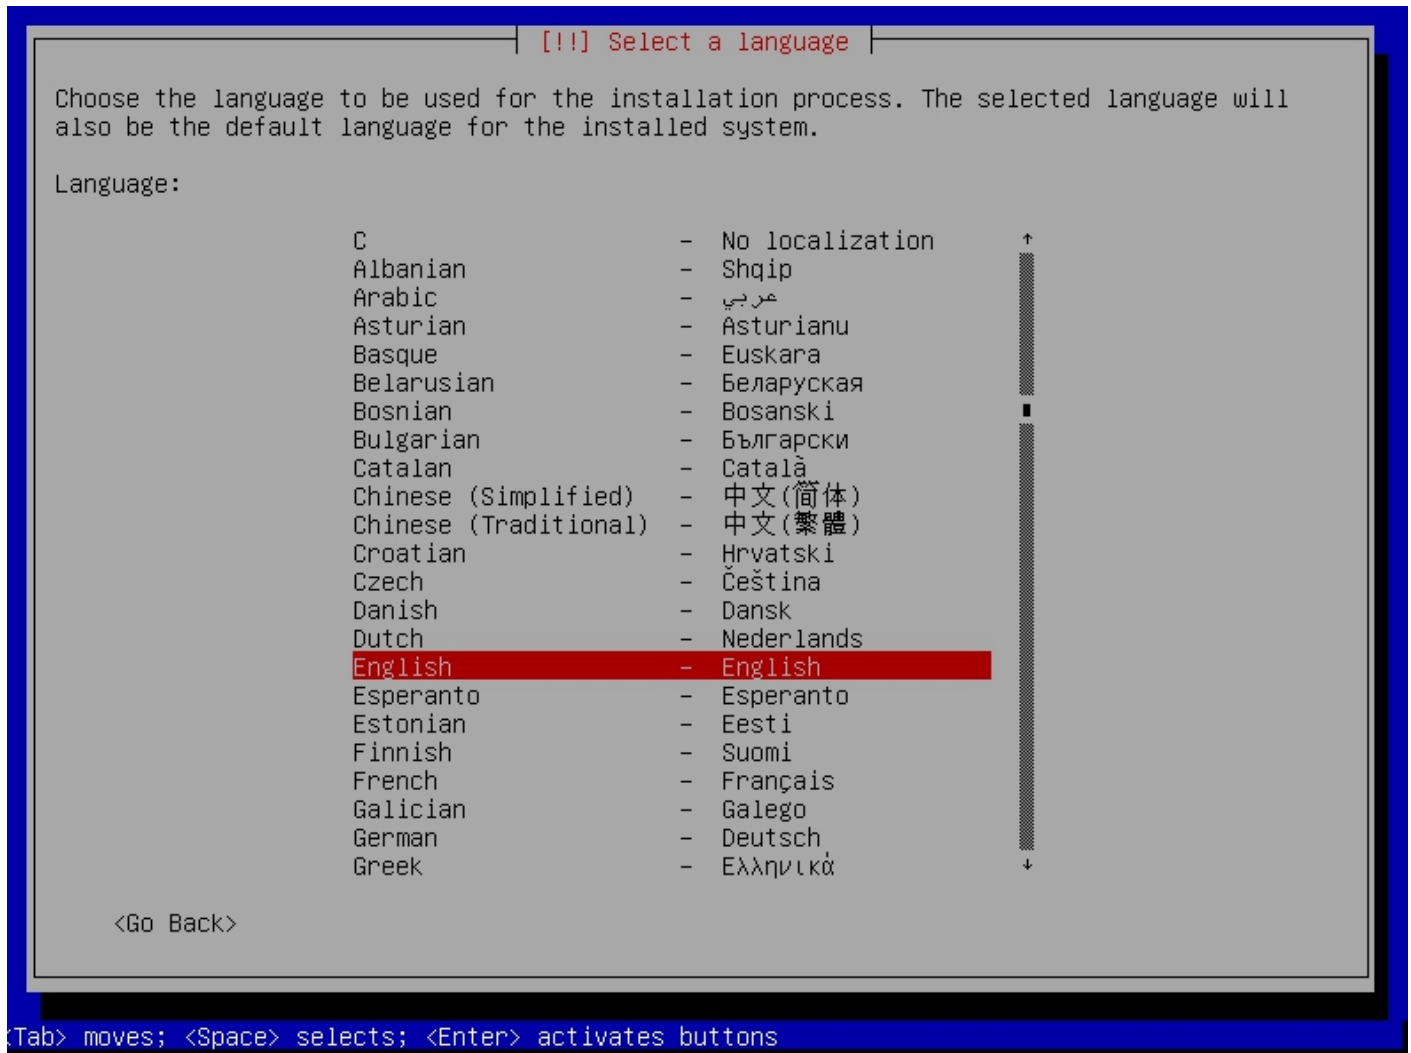 [!!] Select a language
Choose the language to be used for the installation process. The selected language will
also be the default language for the installed system.
Language:
C - No localization
Albanian - Shqip
Arabic - عربي
Asturian - Asturianu
Basque - Euskara
Belarusian - Беларуская
Bosnian - Bosanski
Bulgarian - Български
Catalan - Català
Chinese (Simplified) - 中文(简体)
Chinese (Traditional) - 中文(繁體)
Croatian - Hrvatski
Czech - Čeština
Danish - Dansk
Dutch - Nederlands
English - English
Esperanto - Esperanto
Estonian - Eesti
Finnish - Suomi
French - Français
Galician - Galego
German - Deutsch
Greek - Ελληνικά
<Go Back>
<Tab> moves; <Space> selects; <Enter> activates buttons